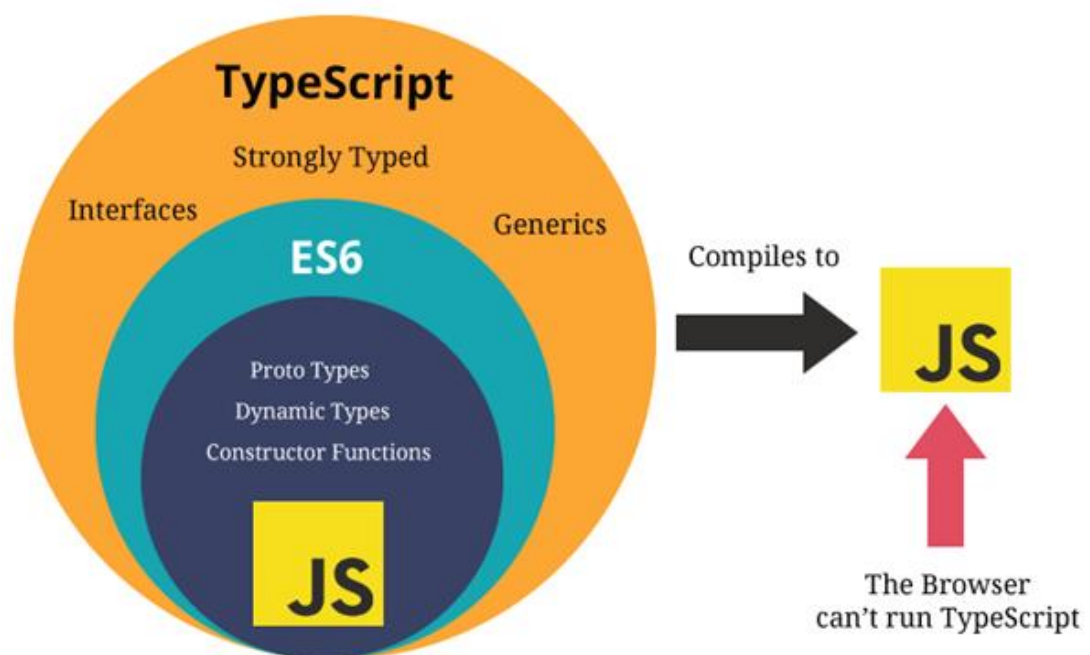 TypeScript
Strongly Typed
Interfaces
Generics
ES6
Proto Types
Dynamic Types
Constructor Functions
JS
Compiles to
JS
The Browser
can't run TypeScript